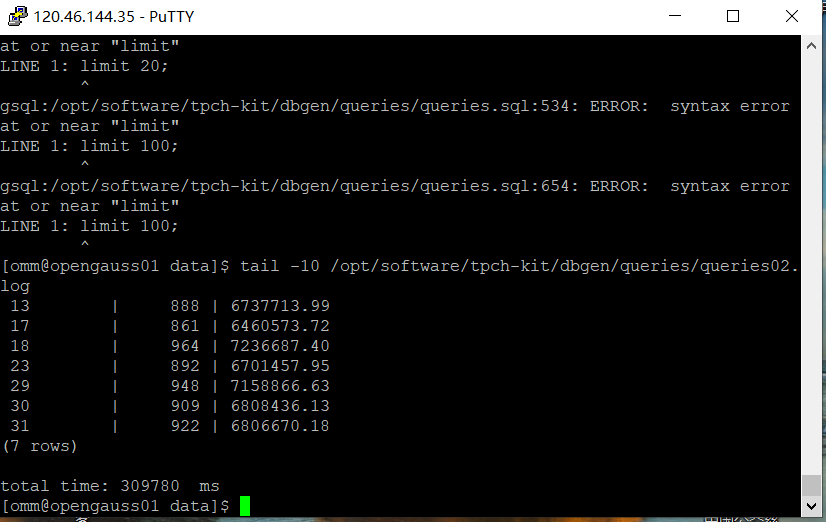 120.46.144.35 - PuTTY
at or near "limit"
LINE 1: limit 20;
        ^
gsql:/opt/software/tpch-kit/dbgen/queries/queries.sql:534: ERROR:  syntax error
at or near "limit"
LINE 1: limit 100;
        ^
gsql:/opt/software/tpch-kit/dbgen/queries/queries.sql:654: ERROR:  syntax error
at or near "limit"
LINE 1: limit 100;
        ^
[omm@opengauss01 data]$ tail -10 /opt/software/tpch-kit/dbgen/queries/queries02.
log
 13        |     888 | 6737713.99
 17        |     861 | 6460573.72
 18        |     964 | 7236687.40
 23        |     892 | 6701457.95
 29        |     948 | 7158866.63
 30        |     909 | 6808436.13
 31        |     922 | 6806670.18
(7 rows)

total time: 309780  ms
[omm@opengauss01 data]$